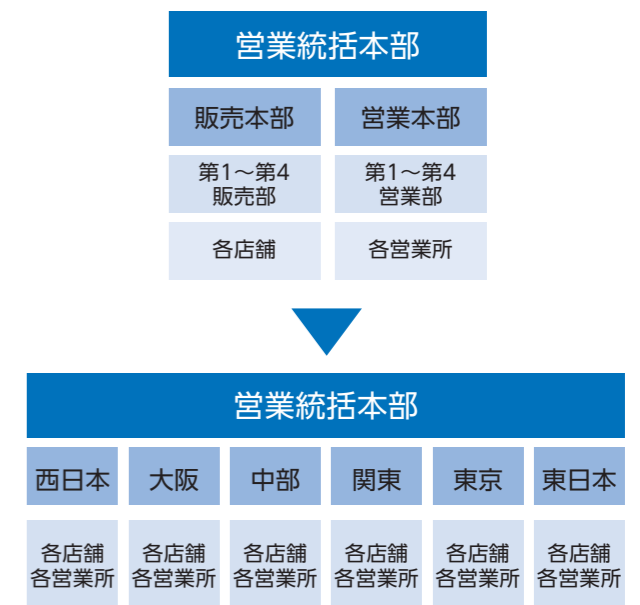 営業統括本部
販売本部 営業本部
第1～第4 第1～第4
販売部 営業部
各店舗 各営業所
営業統括本部
西日本 大阪 中部 関東 東京 東日本
各店舗 各店舗 各店舗 各店舗 各店舗 各店舗
各営業所 各営業所 各営業所 各営業所 各営業所 各営業所